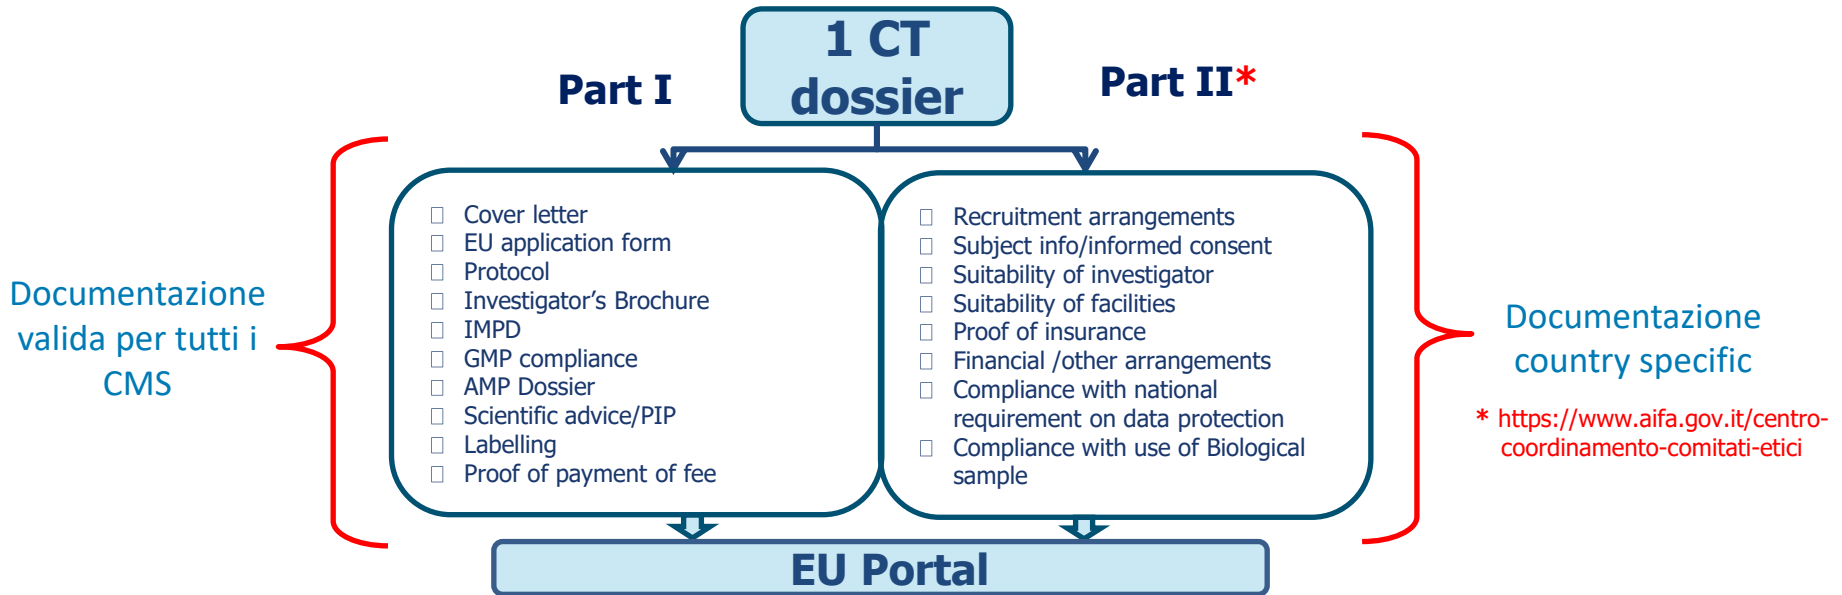 1 CT
dossier
Part I
Part II*
Documentazione
valida per tutti i
CMS
Cover letter
EU application form
Protocol
Investigator’s Brochure
IMPD
GMP compliance
AMP Dossier
Scientific advice/PIP
Labelling
Proof of payment of fee
Recruitment arrangements
Subject info/informed consent
Suitability of investigator
Suitability of facilities
Proof of insurance
Financial /other arrangements
Compliance with national
requirement on data protection
Compliance with use of Biological
sample
Documentazione
country specific
* https://www.aifa.gov.it/centro-
coordinamento-comitati-etici
EU Portal